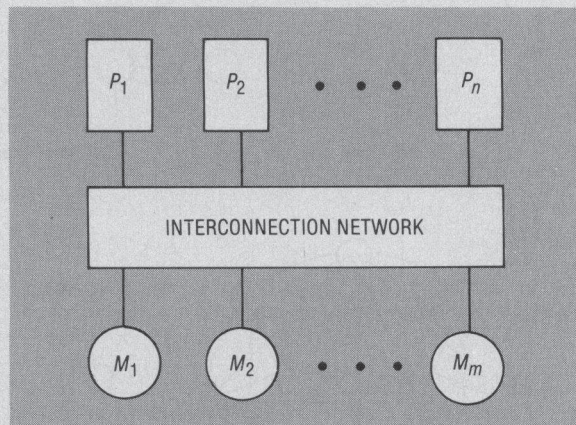 P1 P2 • • • Pn
INTERCONNECTION NETWORK
M1 M2 • • • Mm